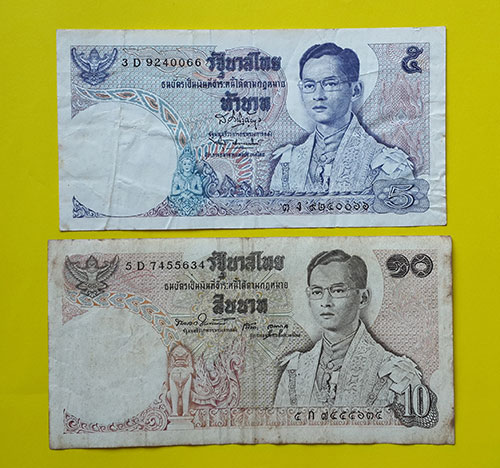 3 D 9240066 รัฐบาลไทย ๕
ธนบัตรเป็นเงินที่ชำระหนี้ได้ตามกฎหมาย
ห้าบาท
5
๓ ง ๙๒๔๐๐๖๖
5 D 7455634 รัฐบาลไทย ๑๐
ธนบัตรเป็นเงินที่ชำระหนี้ได้ตามกฎหมาย
สิบบาท
10
๕ ง ๗๔๕๕๖๓๔